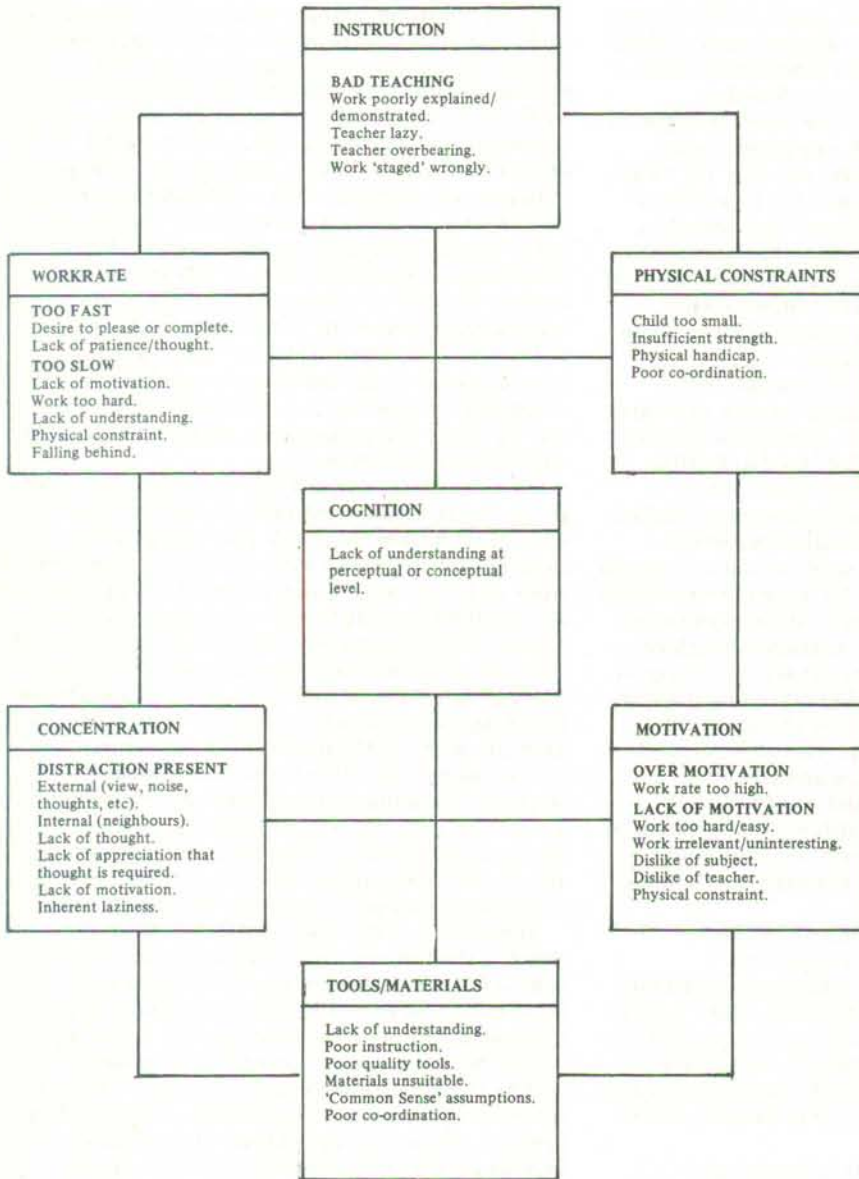 INSTRUCTION
BAD TEACHING
Work poorly explained/
demonstrated.
Teacher lazy.
Teacher overbearing.
Work ‘staged’ wrongly.
WORKRATE
TOO FAST
Desire to please or complete.
Lack of patience/thought.
TOO SLOW
Lack of motivation.
Work too hard.
Lack of understanding.
Physical constraint.
Falling behind.
PHYSICAL CONSTRAINTS
Child too small.
Insufficient strength.
Physical handicap.
Poor co-ordination.
COGNITION
Lack of understanding at
perceptual or conceptual
level.
CONCENTRATION
DISTRACTION PRESENT
External (view, noise,
thoughts, etc).
Internal (neighbours).
Lack of thought.
Lack of appreciation that
thought is required.
Lack of motivation.
Inherent laziness.
MOTIVATION
OVER MOTIVATION
Work rate too high.
LACK OF MOTIVATION
Work too hard/easy.
Work irrelevant/uninteresting.
Dislike of subject.
Dislike of teacher.
Physical constraint.
TOOLS/MATERIALS
Lack of understanding.
Poor instruction.
Poor quality tools.
Materials unsuitable.
‘Common Sense’ assumptions.
Poor co-ordination.